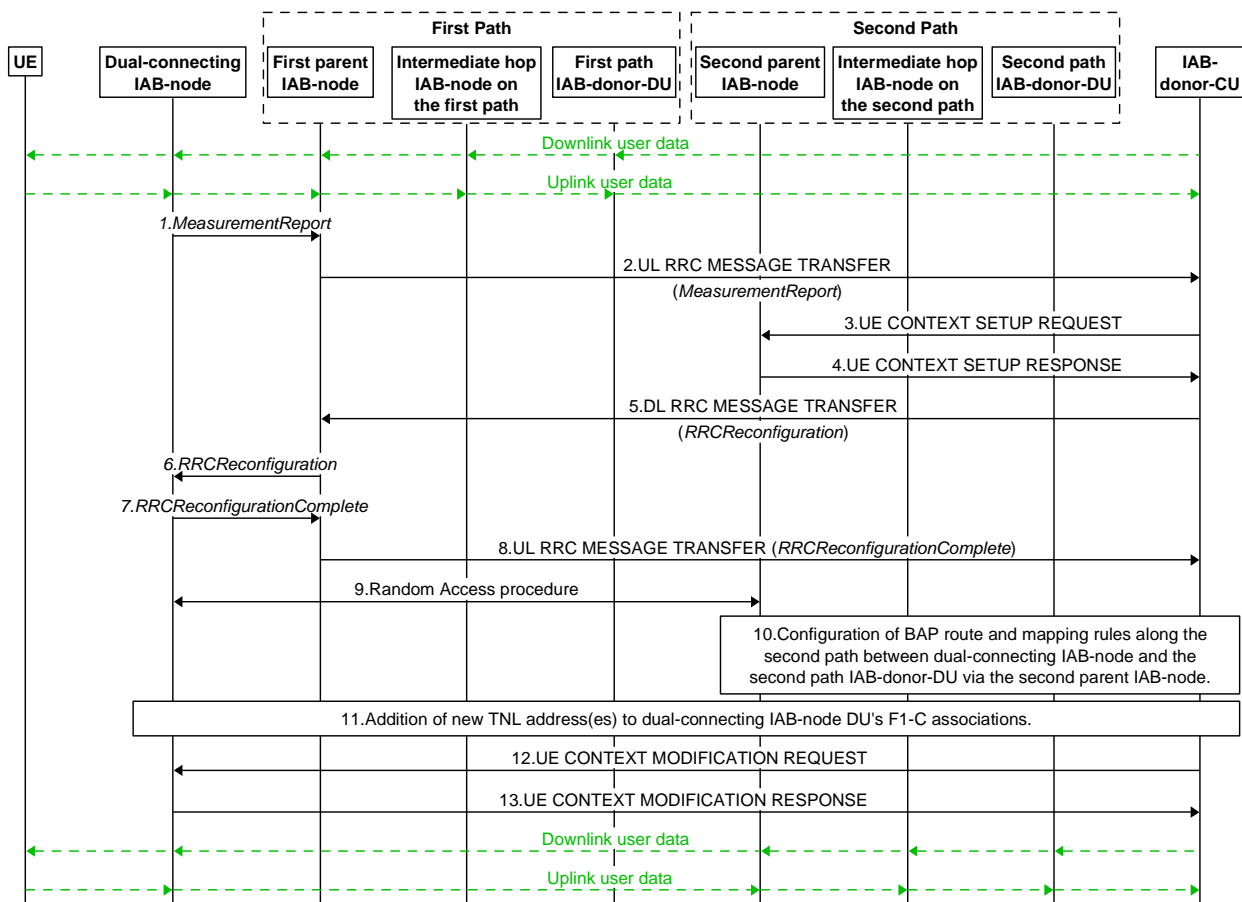 First Path
Second Path
UE
Dual-connecting
IAB-node
First parent
IAB-node
Intermediate hop
IAB-node on
the first path
First path
IAB-donor-DU
Second parent
IAB-node
Intermediate hop
IAB-node on
the second path
Second path
IAB-donor-DU
IAB-
donor-CU
Downlink user data
Uplink user data
1.MeasurementReport
2.UL RRC MESSAGE TRANSFER
(MeasurementReport)
3.UE CONTEXT SETUP REQUEST
4.UE CONTEXT SETUP RESPONSE
5.DL RRC MESSAGE TRANSFER
(RRCReconfiguration)
6.RRCReconfiguration
7.RRCReconfigurationComplete
8.UL RRC MESSAGE TRANSFER (RRCReconfigurationComplete)
9.Random Access procedure
10.Configuration of BAP route and mapping rules along the
second path between dual-connecting IAB-node and the
second path IAB-donor-DU via the second parent IAB-node.
11.Addition of new TNL address(es) to dual-connecting IAB-node DU's F1-C associations.
12.UE CONTEXT MODIFICATION REQUEST
13.UE CONTEXT MODIFICATION RESPONSE
Downlink user data
Uplink user data